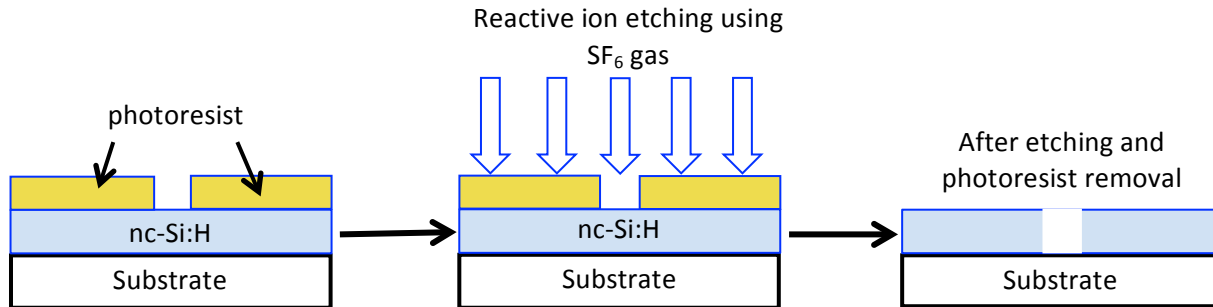 Reactive ion etching using
SF₆ gas
photoresist
After etching and
photoresist removal
nc-Si:H
nc-Si:H
Substrate
Substrate
Substrate